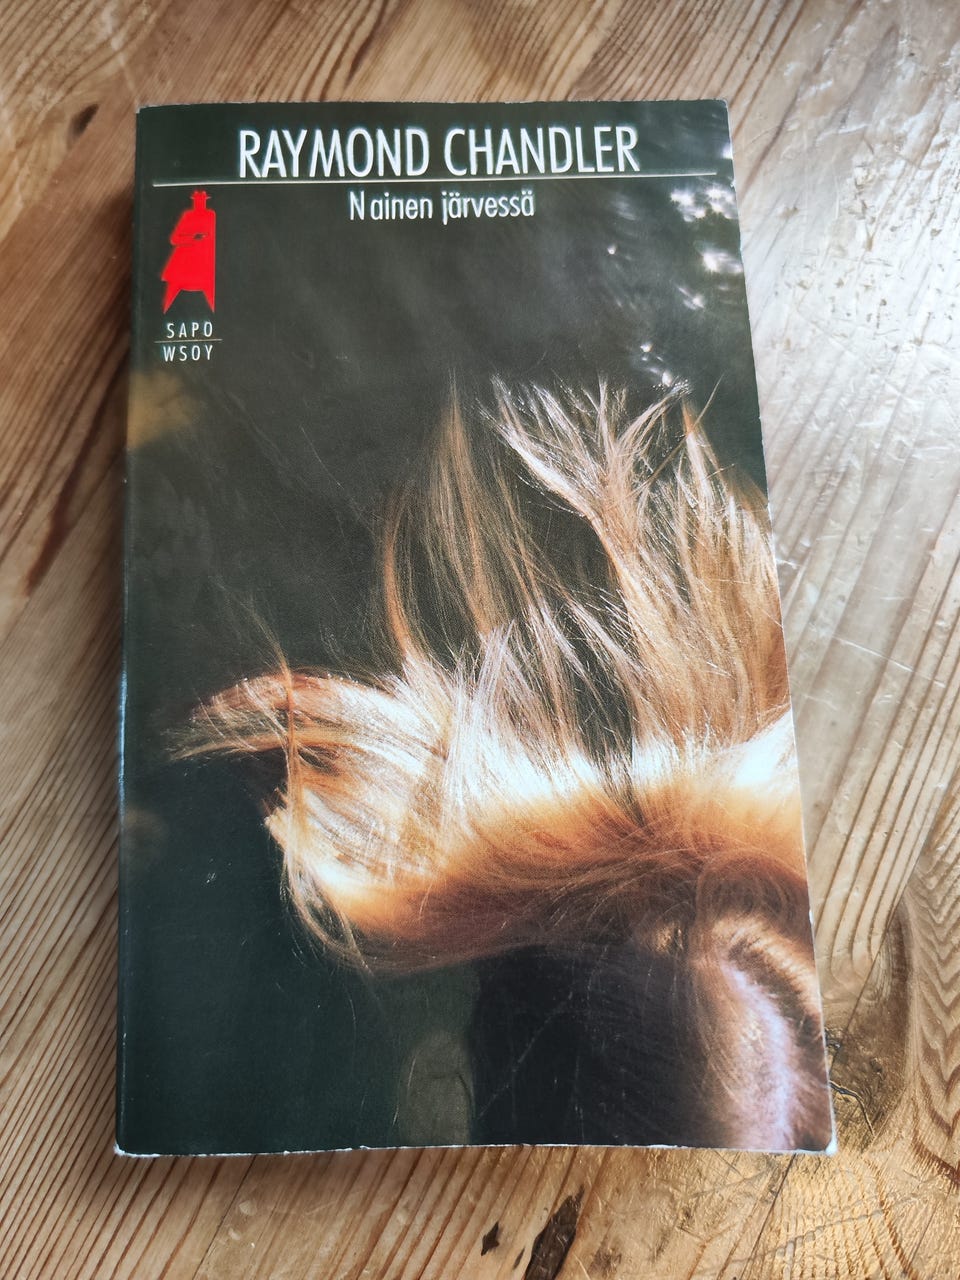 RAYMOND CHANDLER
Nainen järvessä
SAPO
WSOY